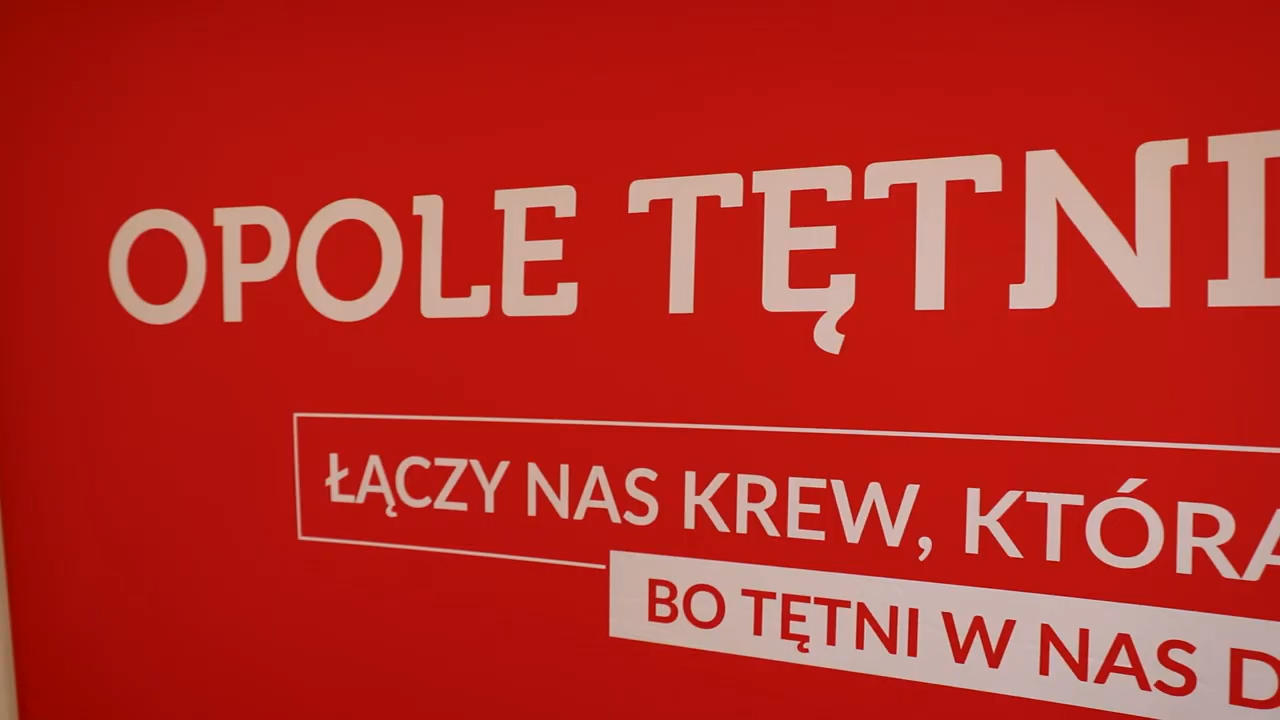 OPOLE TĘTNI
ŁĄCZY NAS KREW, KTÓRA
BO TĘTNI W NAS